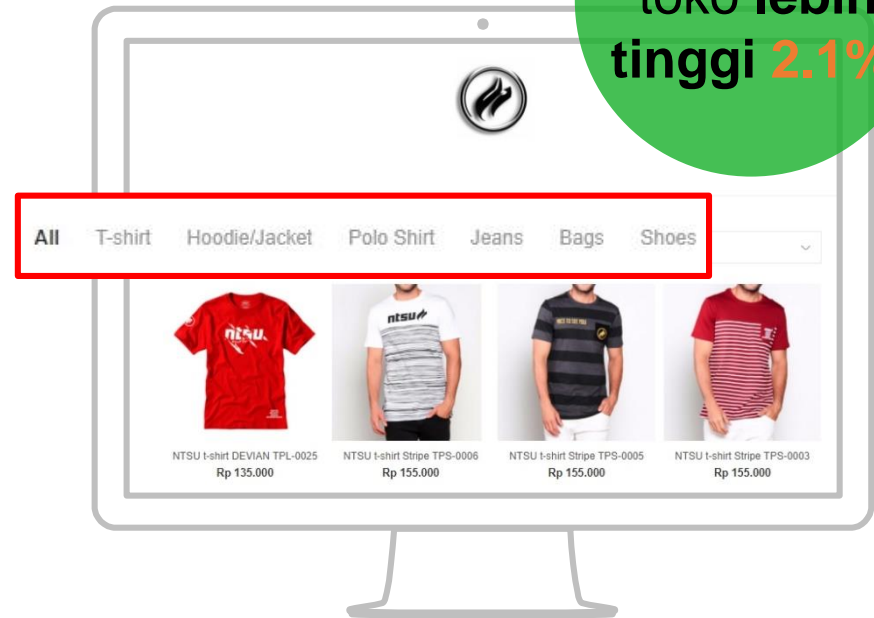 toko lebih
tinggi 2.1%
All T-shirt Hoodie/Jacket Polo Shirt Jeans Bags Shoes
ntsu.
ntsu
NTSU t-shirt DEVIAN TPL-0025
Rp 135.000
NTSU t-shirt Stripe TPS-0006
Rp 155.000
NTSU t-shirt Stripe TPS-0005
Rp 155.000
NTSU t-shirt Stripe TPS-0003
Rp 155.000